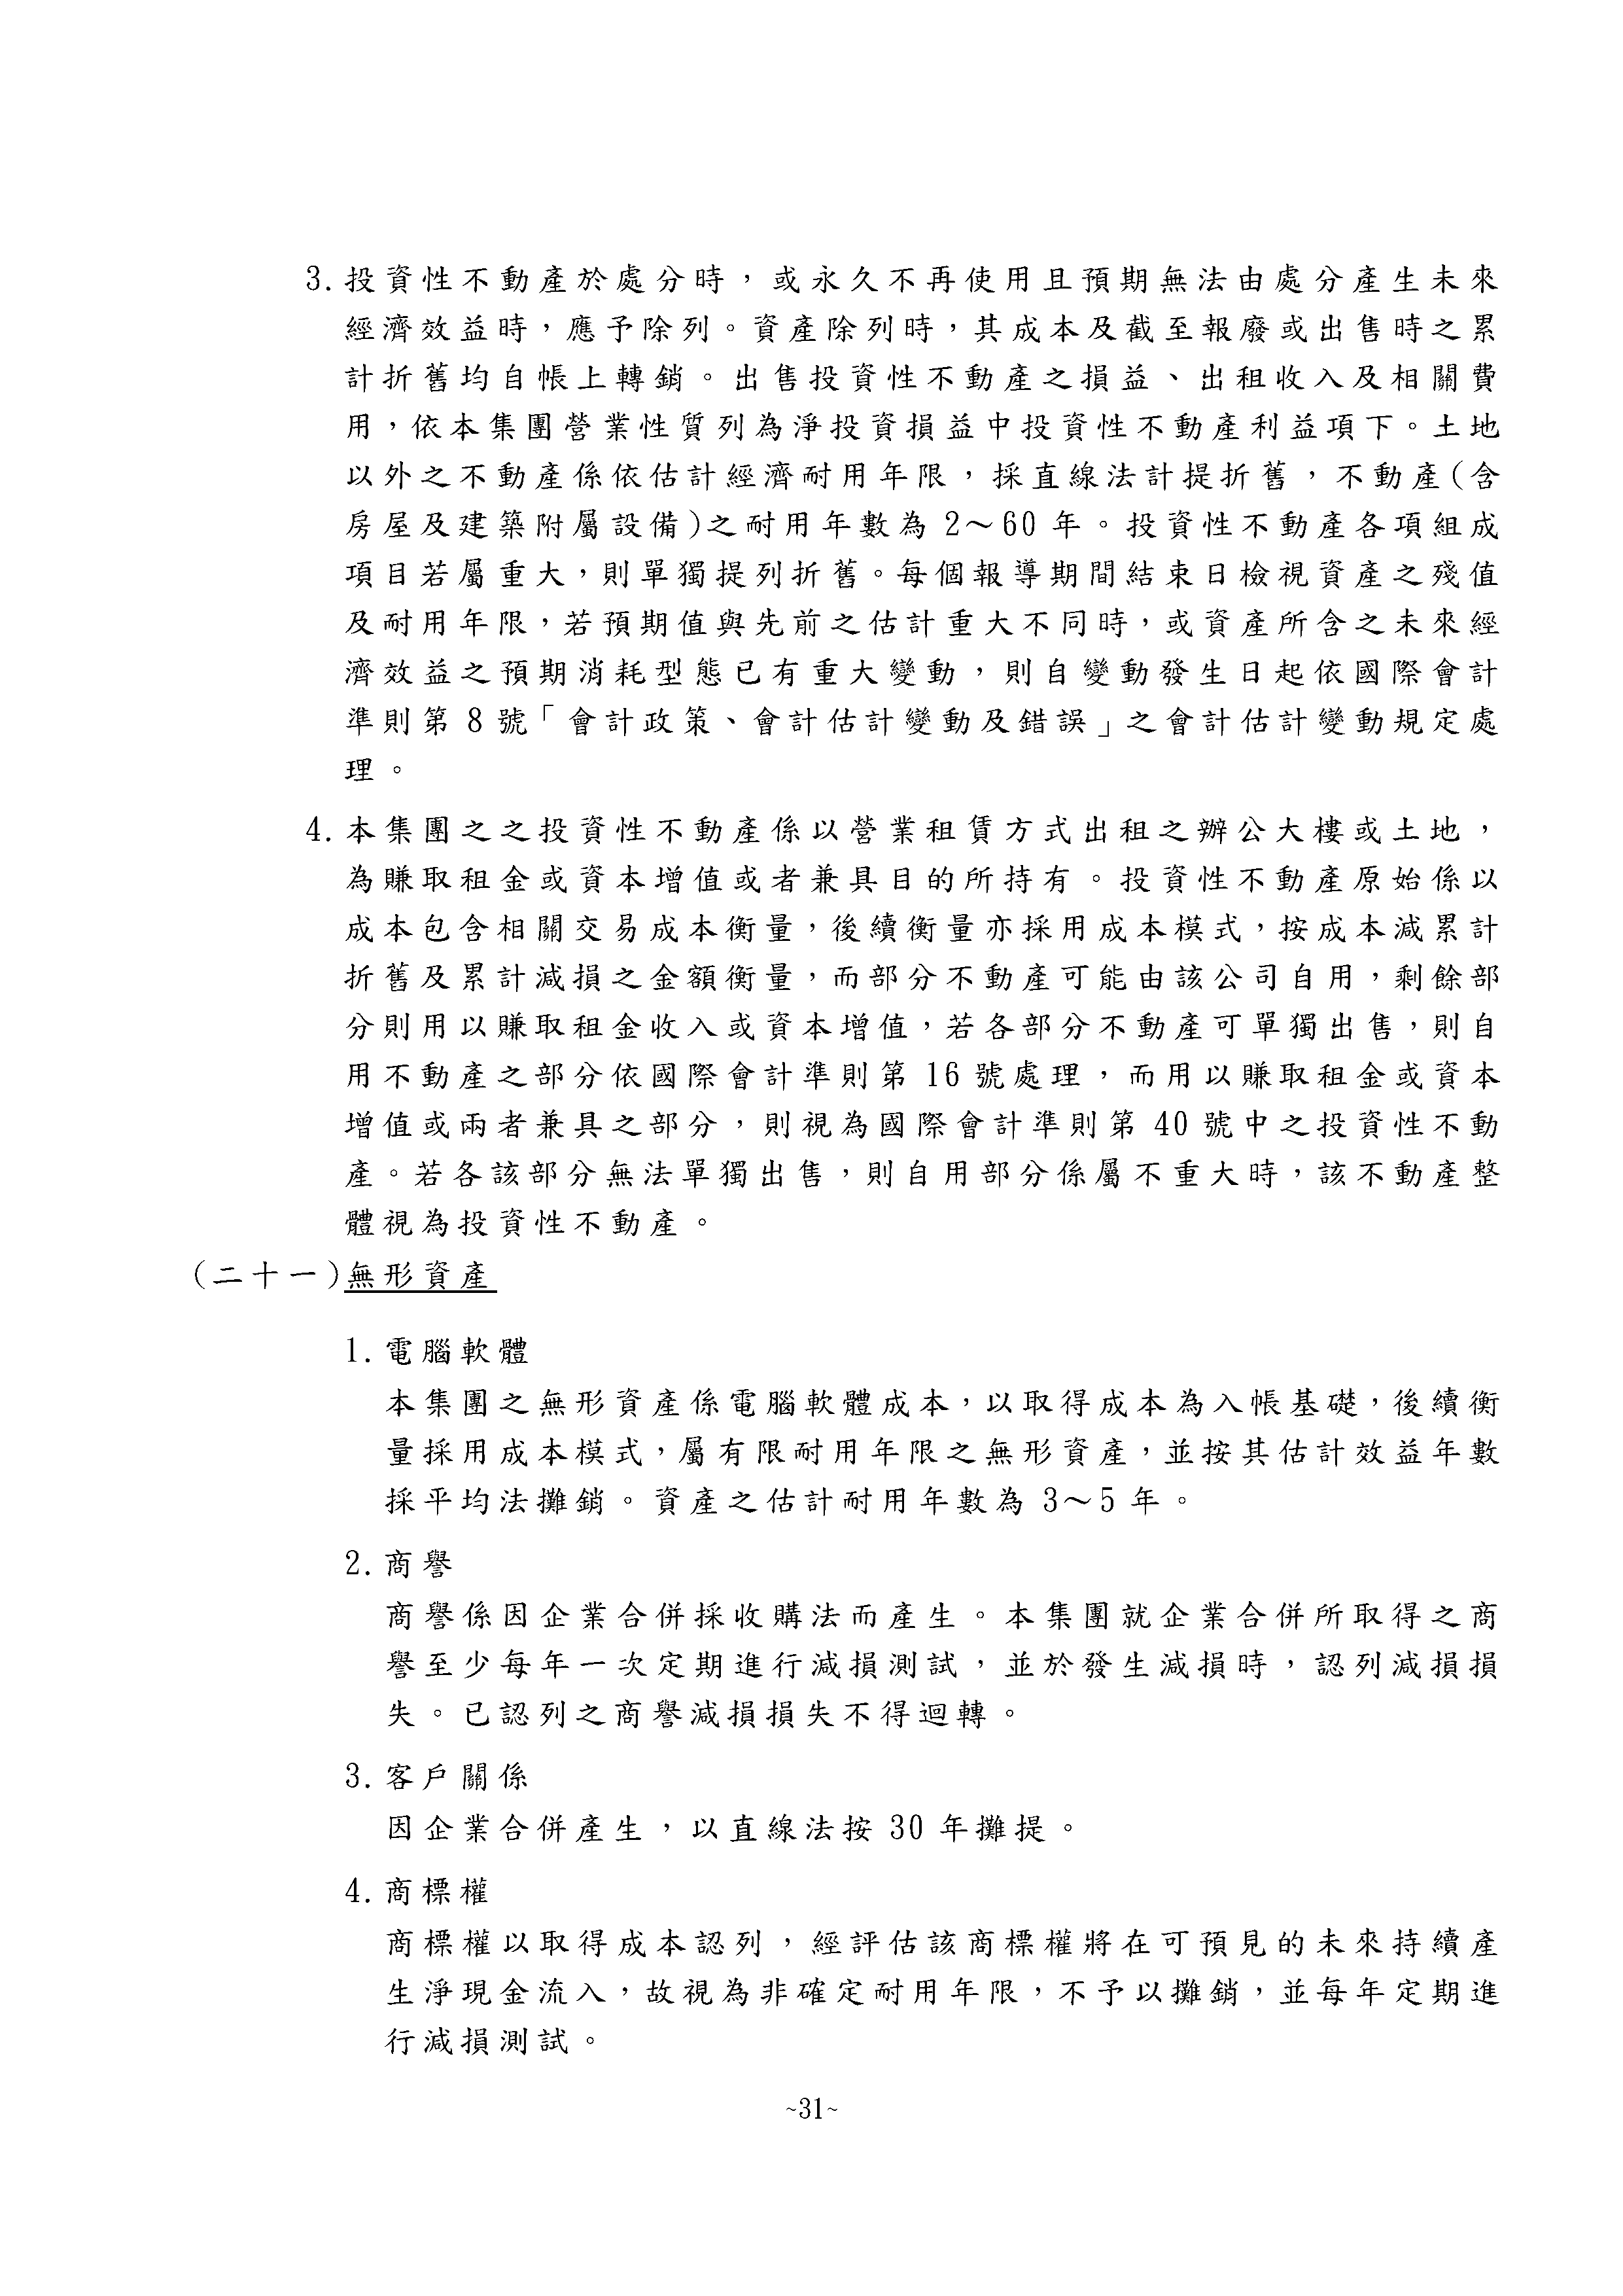 3. 投資性不動產於處分時，或永久不再使用且預期無法由處分產生未來
經濟效益時，應予除列。資產除列時，其成本及截至報廢或出售時之累
計折舊均自帳上轉銷。出售投資性不動產之損益、出租收入及相關費
用，依本集團營業性質列為淨投資損益中投資性不動產利益項下。土地
以外之不動產係依估計經濟耐用年限，採直線法計提折舊，不動產(含
房屋及建築附屬設備)之耐用年數為 2～60 年。投資性不動產各項組成
項目若屬重大，則單獨提列折舊。每個報導期間結束日檢視資產之殘值
及耐用年限，若預期值與先前之估計重大不同時，或資產所含之未來經
濟效益之預期消耗型態已有重大變動，則自變動發生日起依國際會計
準則第 8 號「會計政策、會計估計變動及錯誤」之會計估計變動規定處
理。
4. 本集團之之投資性不動產係以營業租賃方式出租之辦公大樓或土地，
為賺取租金或資本增值或者兼具目的所持有。投資性不動產原始係以
成本包含相關交易成本衡量，後續衡量亦採用成本模式，按成本減累計
折舊及累計減損之金額衡量，而部分不動產可能由該公司自用，剩餘部
分則用以賺取租金收入或資本增值，若各部分不動產可單獨出售，則自
用不動產之部分依國際會計準則第 16 號處理，而用以賺取租金或資本
增值或兩者兼具之部分，則視為國際會計準則第 40 號中之投資性不動
產。若各該部分無法單獨出售，則自用部分係屬不重大時，該不動產整
體視為投資性不動產。
(二十一)無形資產
1. 電腦軟體
本集團之無形資產係電腦軟體成本，以取得成本為入帳基礎，後續衡
量採用成本模式，屬有限耐用年限之無形資產，並按其估計效益年數
採平均法攤銷。資產之估計耐用年數為 3～5 年。
2. 商譽
商譽係因企業合併採收購法而產生。本集團就企業合併所取得之商
譽至少每年一次定期進行減損測試，並於發生減損時，認列減損損
失。已認列之商譽減損損失不得迴轉。
3. 客戶關係
因企業合併產生，以直線法按 30 年攤提。
4. 商標權
商標權以取得成本認列，經評估該商標權將在可預見的未來持續產
生淨現金流入，故視為非確定耐用年限，不予以攤銷，並每年定期進
行減損測試。
~31~